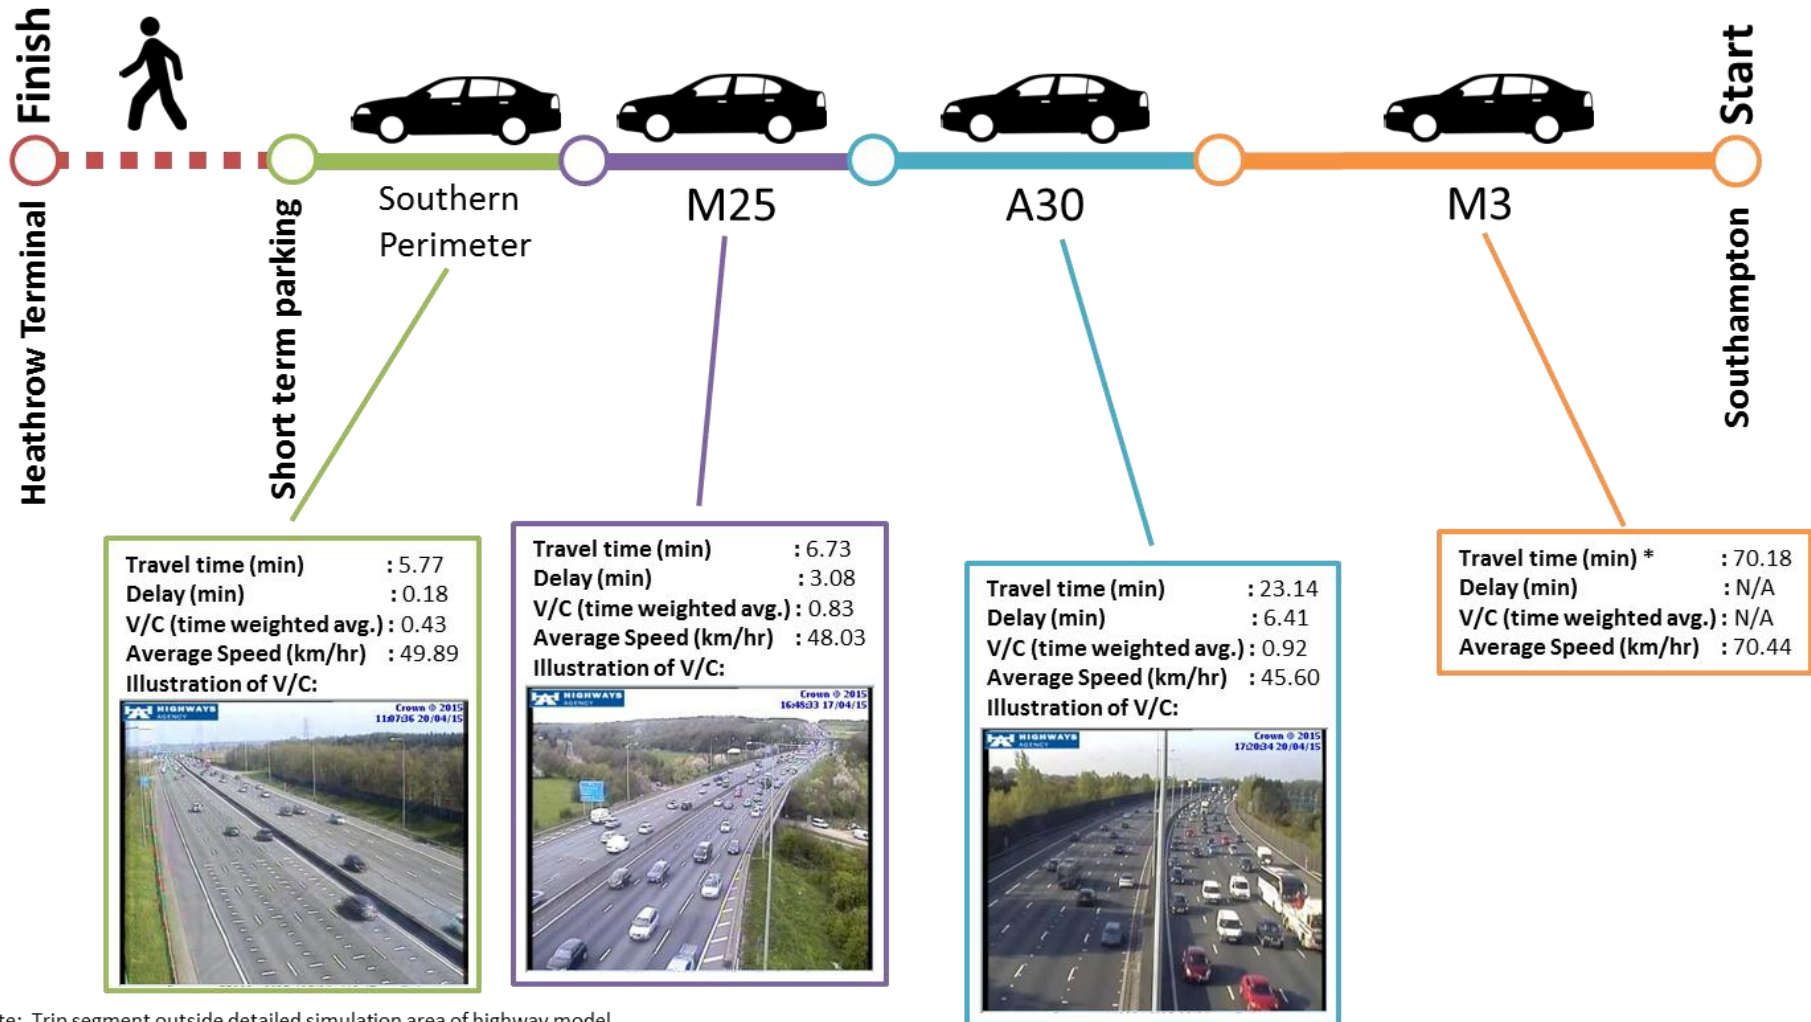 Finish
Start
Heathrow Terminal
Short term parking
Southern
Perimeter
M25
A30
M3
Southampton
Travel time (min) : 5.77
Delay (min) : 0.18
V/C (time weighted avg.) : 0.43
Average Speed (km/hr) : 49.89
Illustration of V/C:
HIGHWAYS
AGENCY
Crown © 2015
11:07:36 20/04/15
Travel time (min) : 6.73
Delay (min) : 3.08
V/C (time weighted avg.) : 0.83
Average Speed (km/hr) : 48.03
Illustration of V/C:
HIGHWAYS
AGENCY
Crown © 2015
16:48:33 17/04/15
Travel time (min) : 23.14
Delay (min) : 6.41
V/C (time weighted avg.) : 0.92
Average Speed (km/hr) : 45.60
Illustration of V/C:
HIGHWAYS
AGENCY
Crown © 2015
17:20:34 20/04/15
Travel time (min) * : 70.18
Delay (min) : N/A
V/C (time weighted avg.) : N/A
Average Speed (km/hr) : 70.44
te: Trip segment outside detailed simulation area of highway model